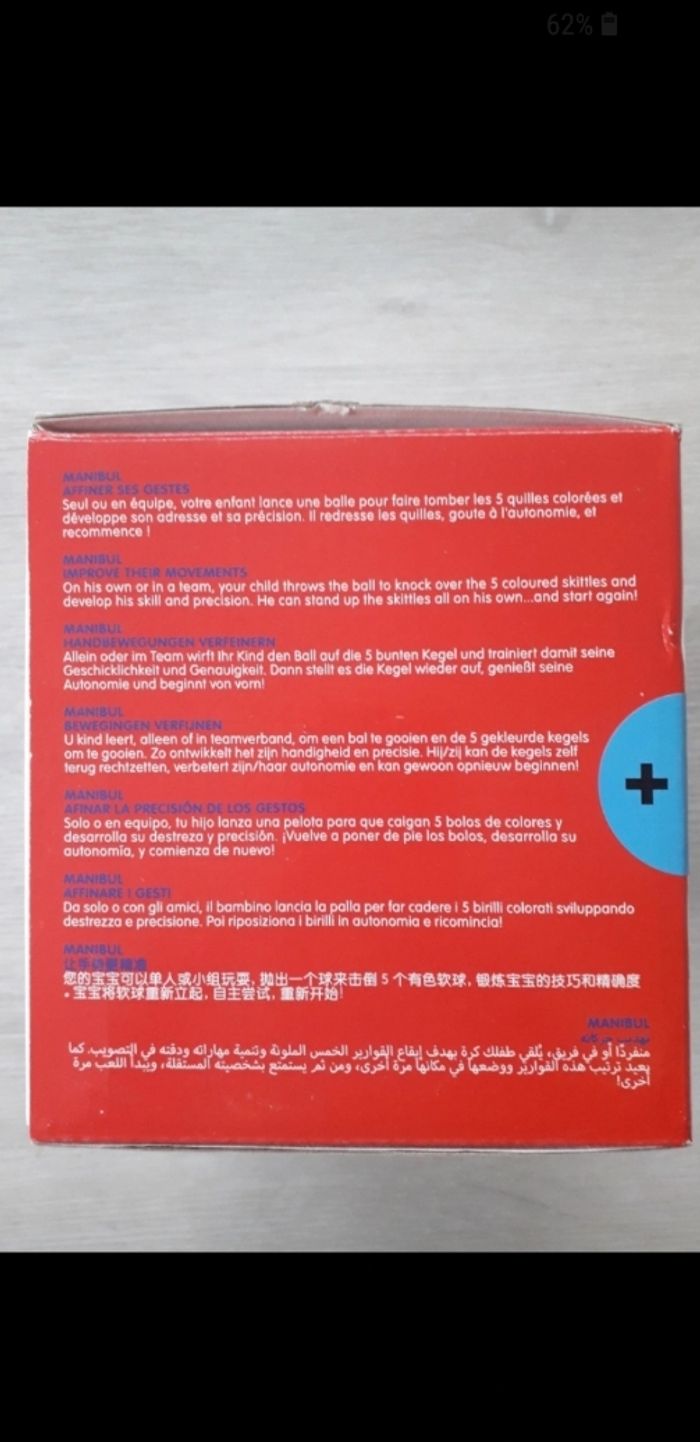 62%
MANIBUL
AFFINER SES GESTES
Seul ou en équipe, votre enfant lance une balle pour faire tomber les 5 quilles colorées et
développe son adresse et sa précision. Il redresse les quilles, goute à l'autonomie, et
recommence !
MANIBUL
IMPROVE THEIR MOVEMENTS
On his own or in a team, your child throws the ball to knock over the 5 coloured skittles and
develop his skill and precision. He can stand up the skittles all on his own...and start again!
MANIBUL
HANDBEWEGUNGEN VERFEINERN
Allein oder im Team wirft Ihr Kind den Ball auf die 5 bunten Kegel und trainiert damit seine
Geschicklichkeit und Genauigkeit. Dann stellt es die Kegel wieder auf, genießt seine
Autonomie und beginnt von vorn!
MANIBUL
BEWEGINGEN VERFIJNEN
U kind leert, alleen of in teamverband, om een bal te gooien en de 5 gekleurde kegels
om te gooien. Zo ontwikkelt het zijn handigheid en precisie. Hij/zij kan de kegels zelf
terug rechtzetten, verbetert zijn/haar autonomie en kan gewoon opnieuw beginnen!
MANIBUL
AFINAR LA PRECISIÓN DE LOS GESTOS
Solo o en equipo, tu hijo lanza una pelota para que caigan 5 bolos de colores y
desarrolla su destreza y precisión. ¡Vuelve a poner de pie los bolos, desarrolla su
autonomía, y comienza de nuevo!
MANIBUL
AFFINARE I GESTI
Da solo o con gli amici, il bambino lancia la palla per far cadere i 5 birilli colorati sviluppando
destrezza e precisione. Poi riposiziona i birilli in autonomia e ricomincia!
MANIBUL
您的宝宝可以单人或小组玩耍，抛出一个球来击倒 5 个有色软球，锻炼宝宝的技巧和精确度
。宝宝将软球重新立起，自主尝试，重新开始！
MANIBUL
تهذيب حركاته
منفردًا أو في فريق، يُلقي طفلك كرة بهدف إيقاع القوارير الخمس الملونة وتنمية مهاراته ودقته في التصويب. كما
يعيد ترتيب هذه القوارير ووضعها في مكانها مرة أخرى، ومن ثم يستمتع بشخصيته المستقلة، ويبدأ اللعب مرة
أخرى!
+